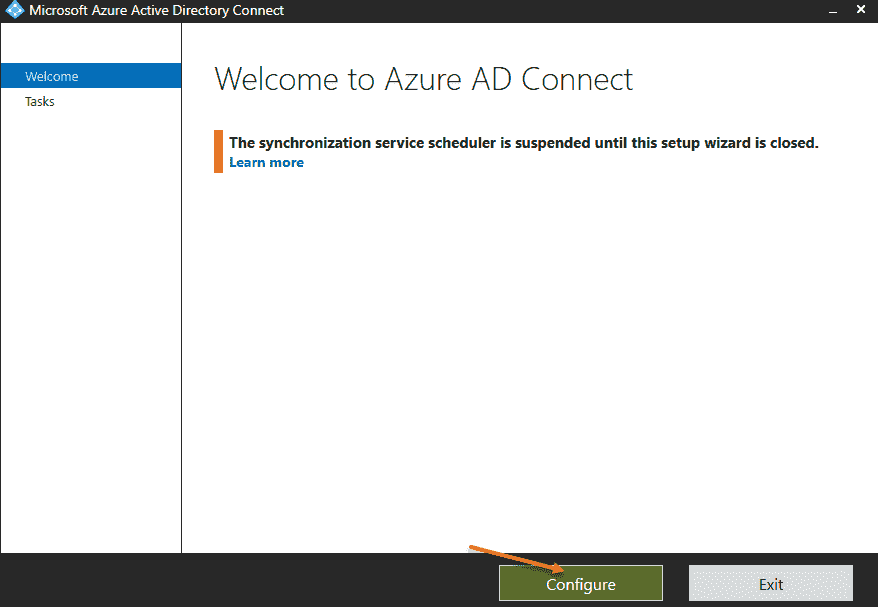 Microsoft Azure Active Directory Connect
Welcome
Tasks
Welcome to Azure AD Connect
The synchronization service scheduler is suspended until this setup wizard is closed.
Learn more
Configure
Exit